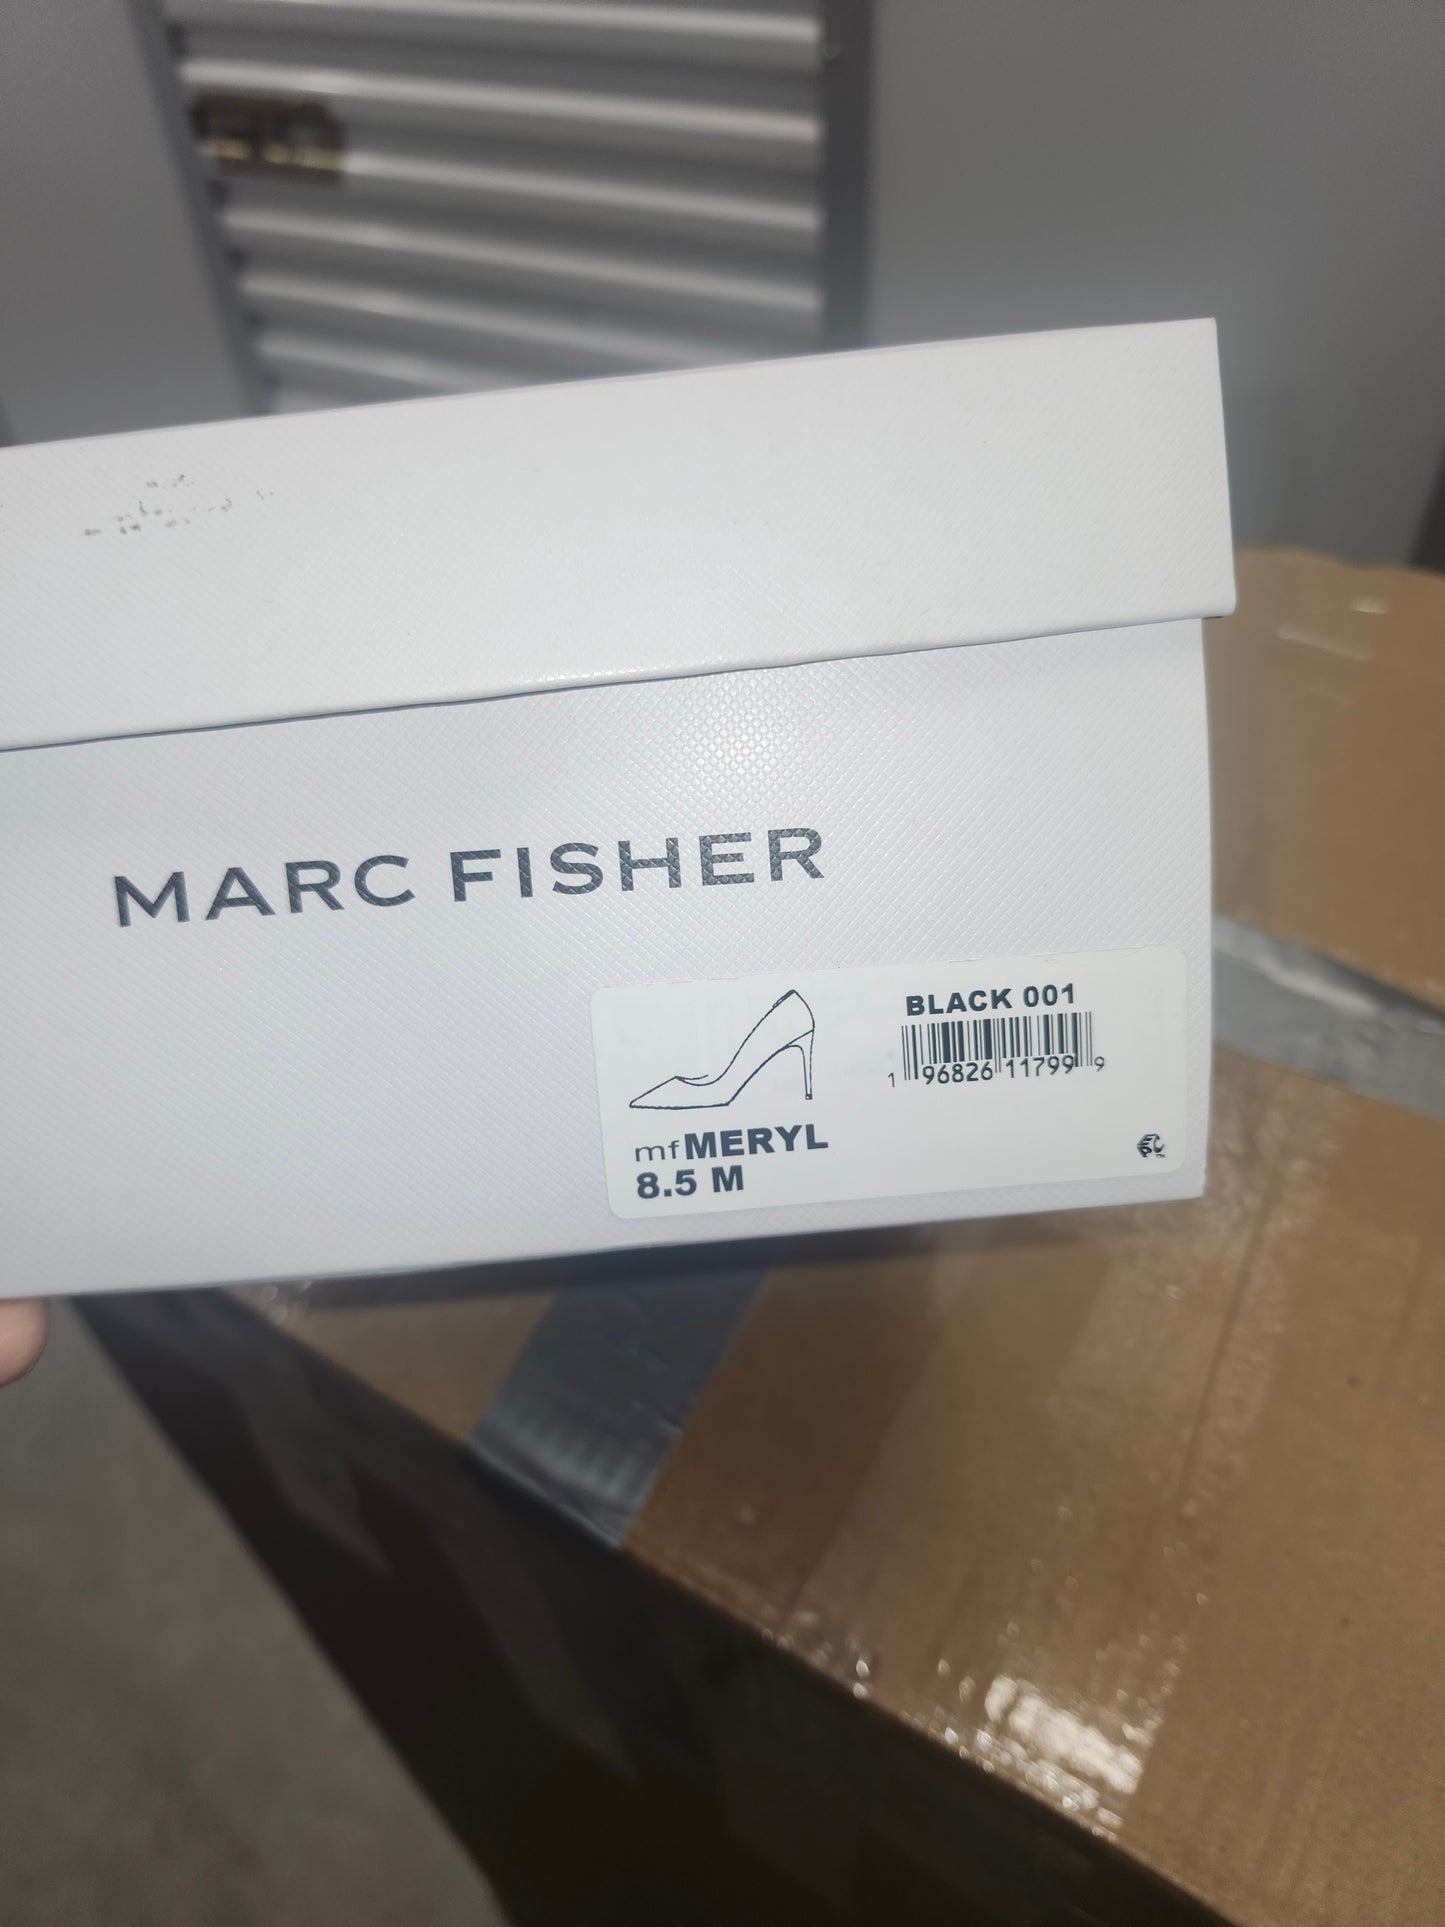 MARC FISHER
BLACK 001
1 96826 11799 9
mfMERYL
8.5 M